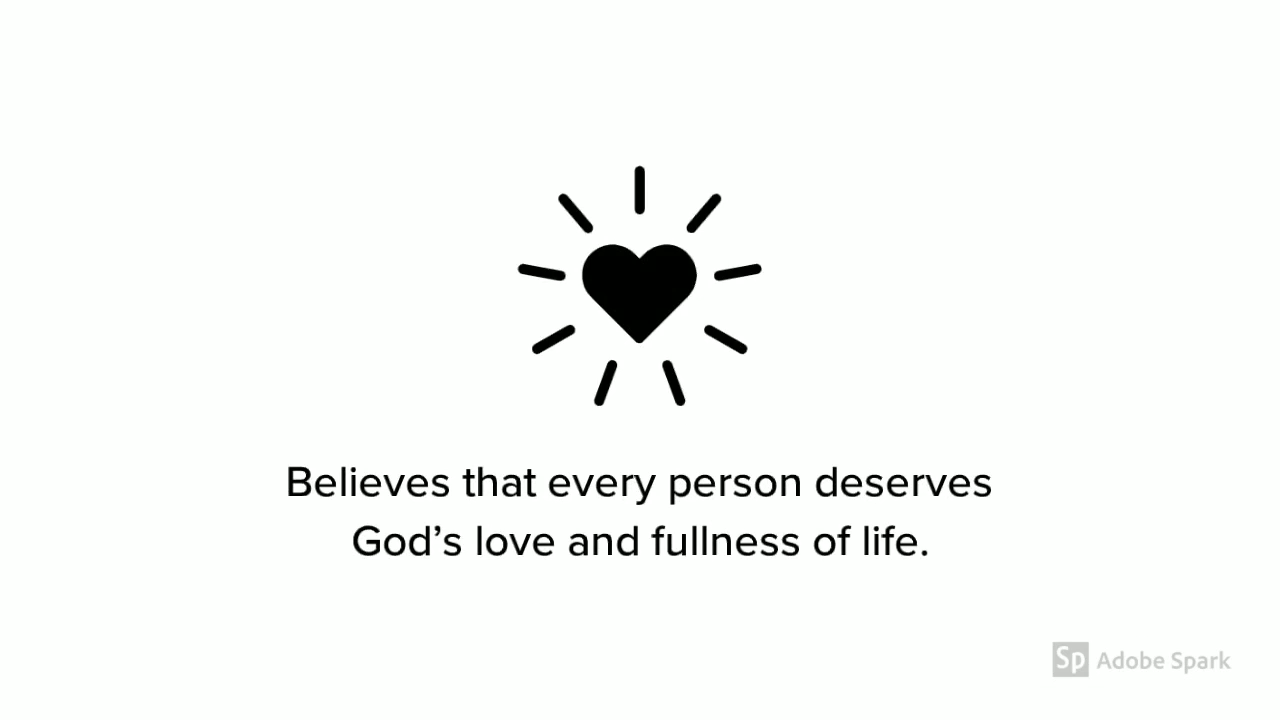 Believes that every person deserves
God’s love and fullness of life.
Sp Adobe Spark